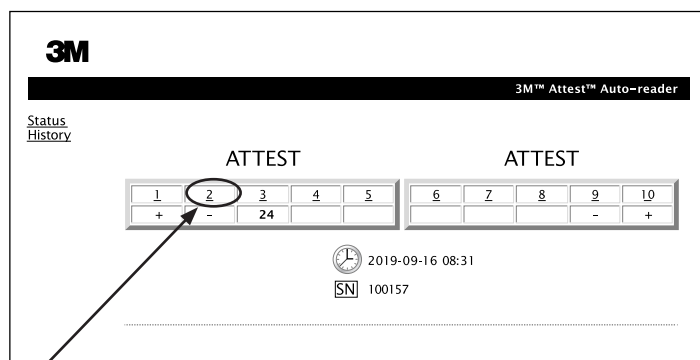 3M
3M™ Attest™ Auto-reader
Status
History
ATTEST ATTEST
1 2 3 4 5 6 7 8 9 10
+ - 24 - +
2019-09-16 08:31
SN 100157